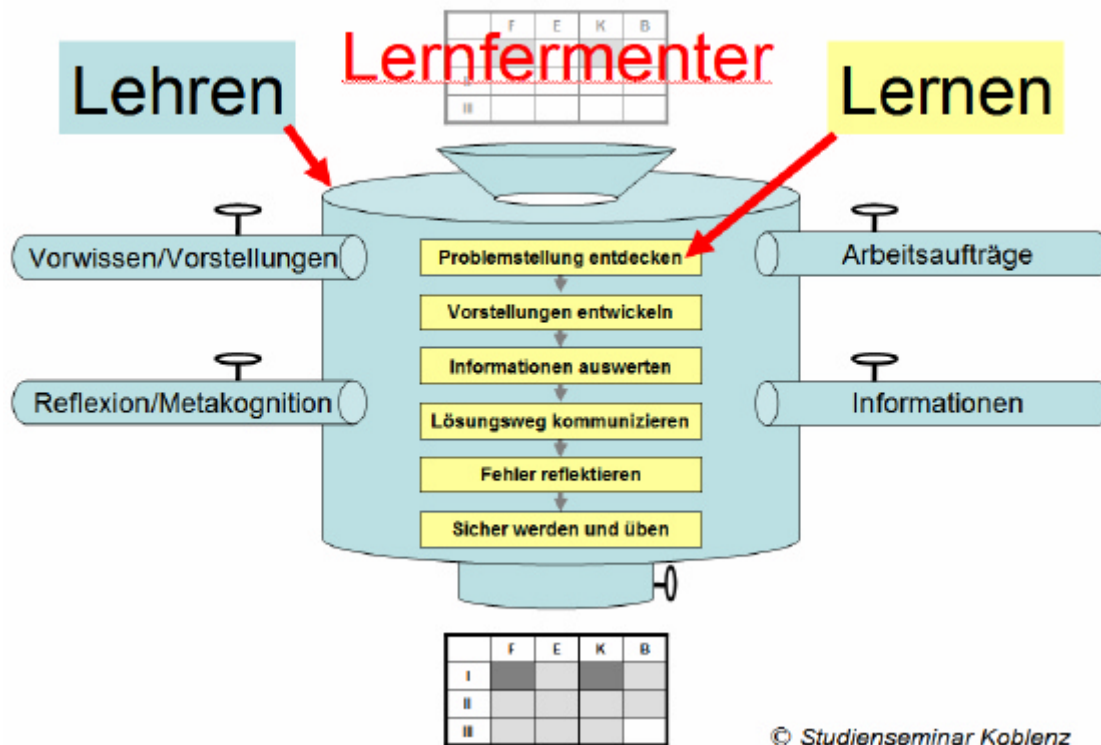 F E K B
Lernfermenter
III
Lehren
Lernen
Vorwissen/Vorstellungen
Arbeitsaufträge
Problemstellung entdecken
Vorstellungen entwickeln
Informationen auswerten
Reflexion/Metakognition
Informationen
Lösungsweg kommunizieren
Fehler reflektieren
Sicher werden und üben
F E K B
I
II
III
© Studienseminar Koblenz